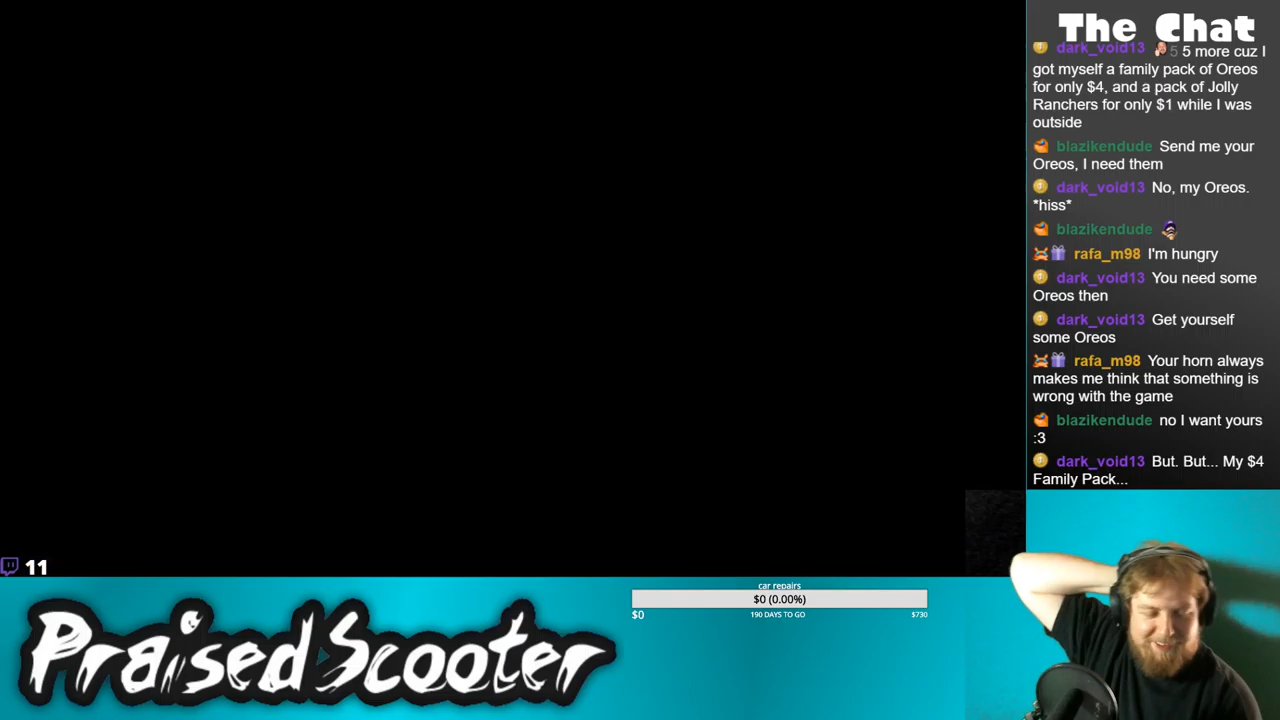 The Chat
dark_void13 5 5 more cuz I
got myself a family pack of Oreos
for only $4, and a pack of Jolly
Ranchers for only $1 while I was
outside
blazikendude Send me your
Oreos, I need them
dark_void13 No, my Oreos.
*hiss*
blazikendude
rafa_m98 I'm hungry
dark_void13 You need some
Oreos then
dark_void13 Get yourself
some Oreos
rafa_m98 Your horn always
makes me think that something is
wrong with the game
blazikendude no I want yours
:3
dark_void13 But. But... My $4
Family Pack...
11
car repairs
$0 (0.00%)
$0 190 DAYS TO GO $730
PraisedScooter